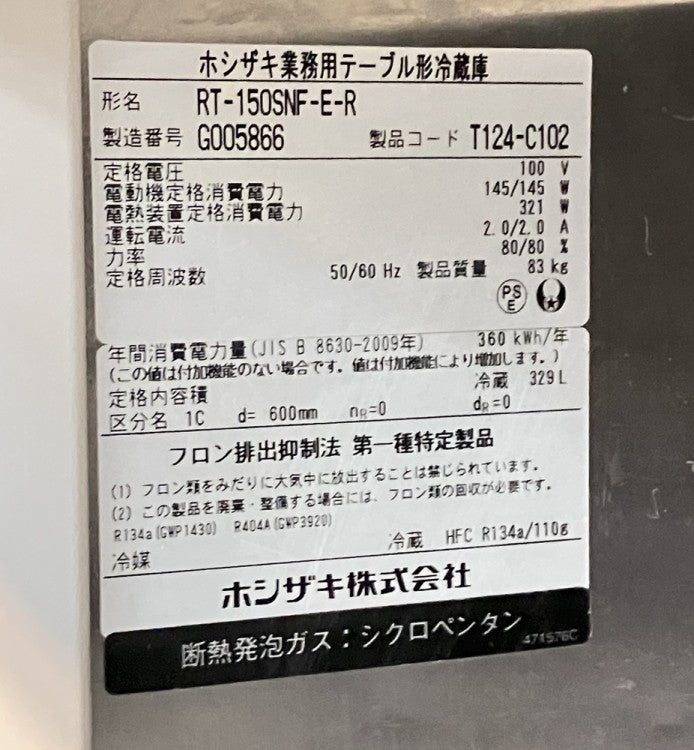 ホシザキ業務用テーブル形冷蔵庫
形名 RT-150SNF-E-R
製造番号 G005866 製品コード T124-C102
定格電圧 100 V
電動機定格消費電力 145/145 W
電熱装置定格消費電力 321 W
運転電流 2.0/2.0 A
力率 80/80 %
定格周波数 50/60 Hz 製品質量 83 kg
PS E
年間消費電力量(JIS B 8630-2009年) 360 kWh/年
(この値は付加機能のない場合です。値は付加機能により増加します。)
定格内容積 冷蔵 329L
区分名 1C d= 600mm nR=0 dR=0
フロン排出抑制法 第一種特定製品
(1) フロン類をみだりに大気中に放出することは禁じられています。
(2) この製品を廃棄・整備する場合には、フロン類の回収が必要です。
R134a(GWP1430) R404A(GWP3920)
冷媒 冷蔵 HFC R134a/110g
ホシザキ株式会社
断熱発泡ガス:シクロペンタン
471576C